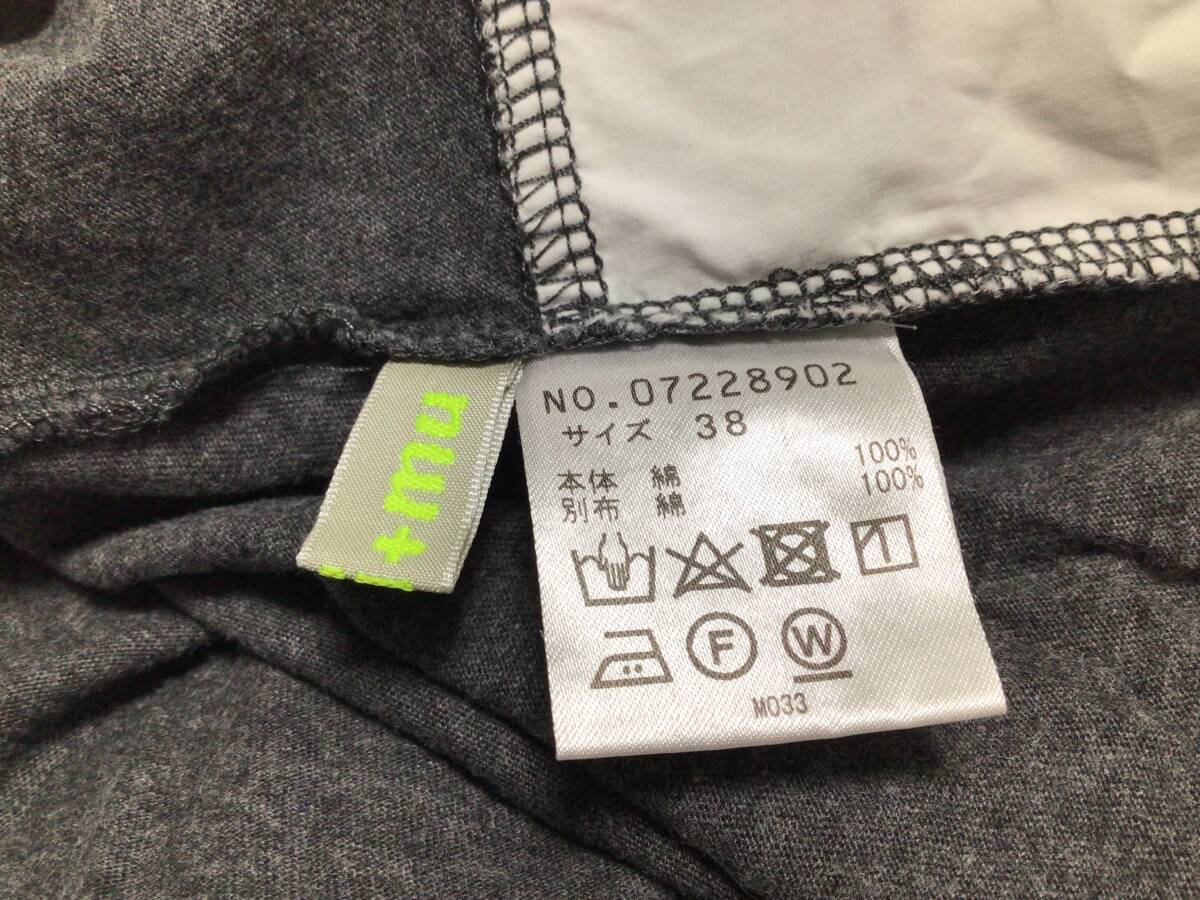 +mu
NO.07228902
サイズ 38
本体 綿 100%
別布 綿 100%
F W
M033